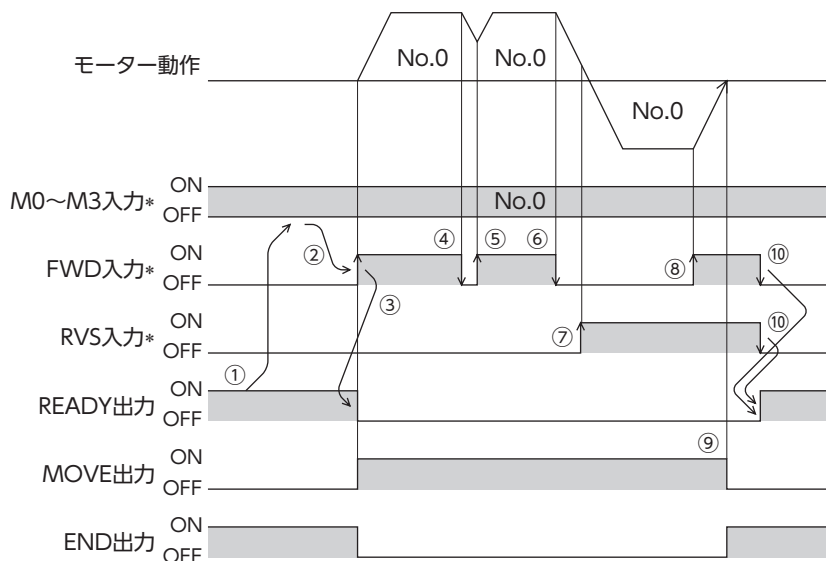 モーター動作
No.0
No.0
No.0
M0～M3入力*
ON
OFF
No.0
FWD入力*
ON
OFF
②
④
⑤
⑥
⑧
⑩
③
RVS入力*
ON
OFF
⑦
⑩
①
READY出力
ON
OFF
MOVE出力
ON
OFF
⑨
END出力
ON
OFF